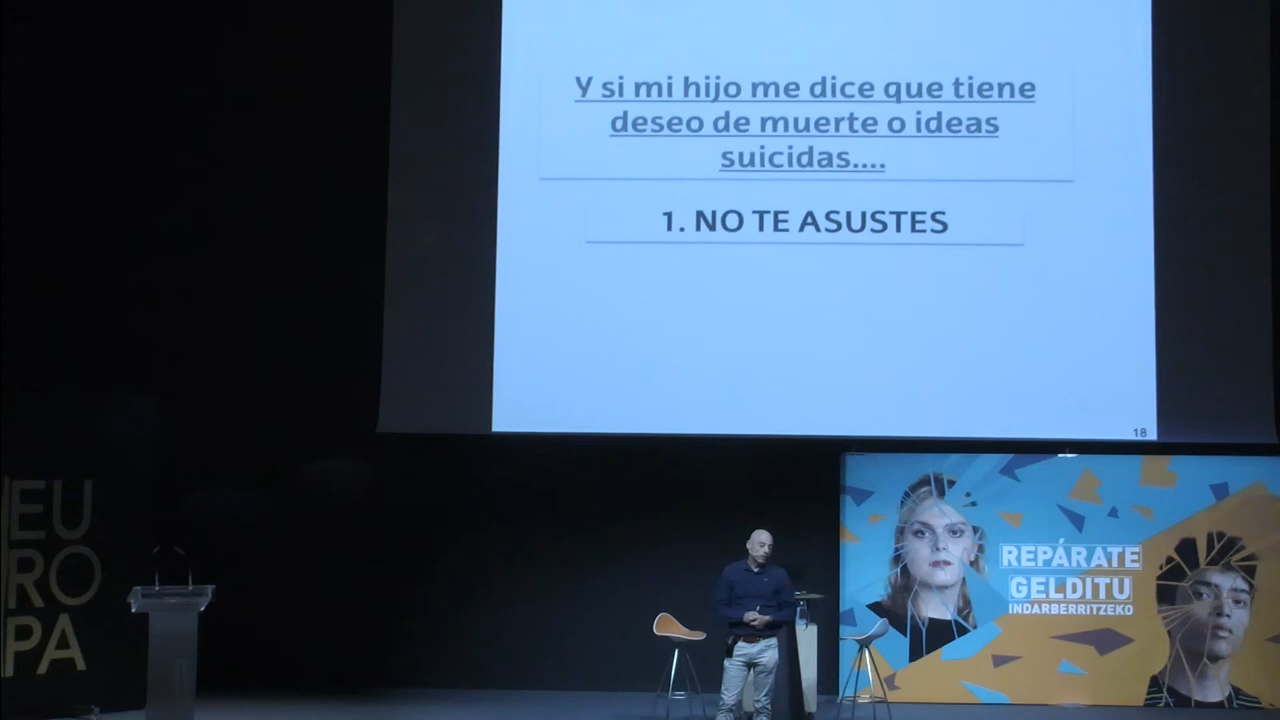 Y si mi hijo me dice que tiene
deseo de muerte o ideas
suicidas....
1. NO TE ASUSTES
18
EU
RO
PA
REPÁRATE
GELDITU
INDARBERRITZEKO